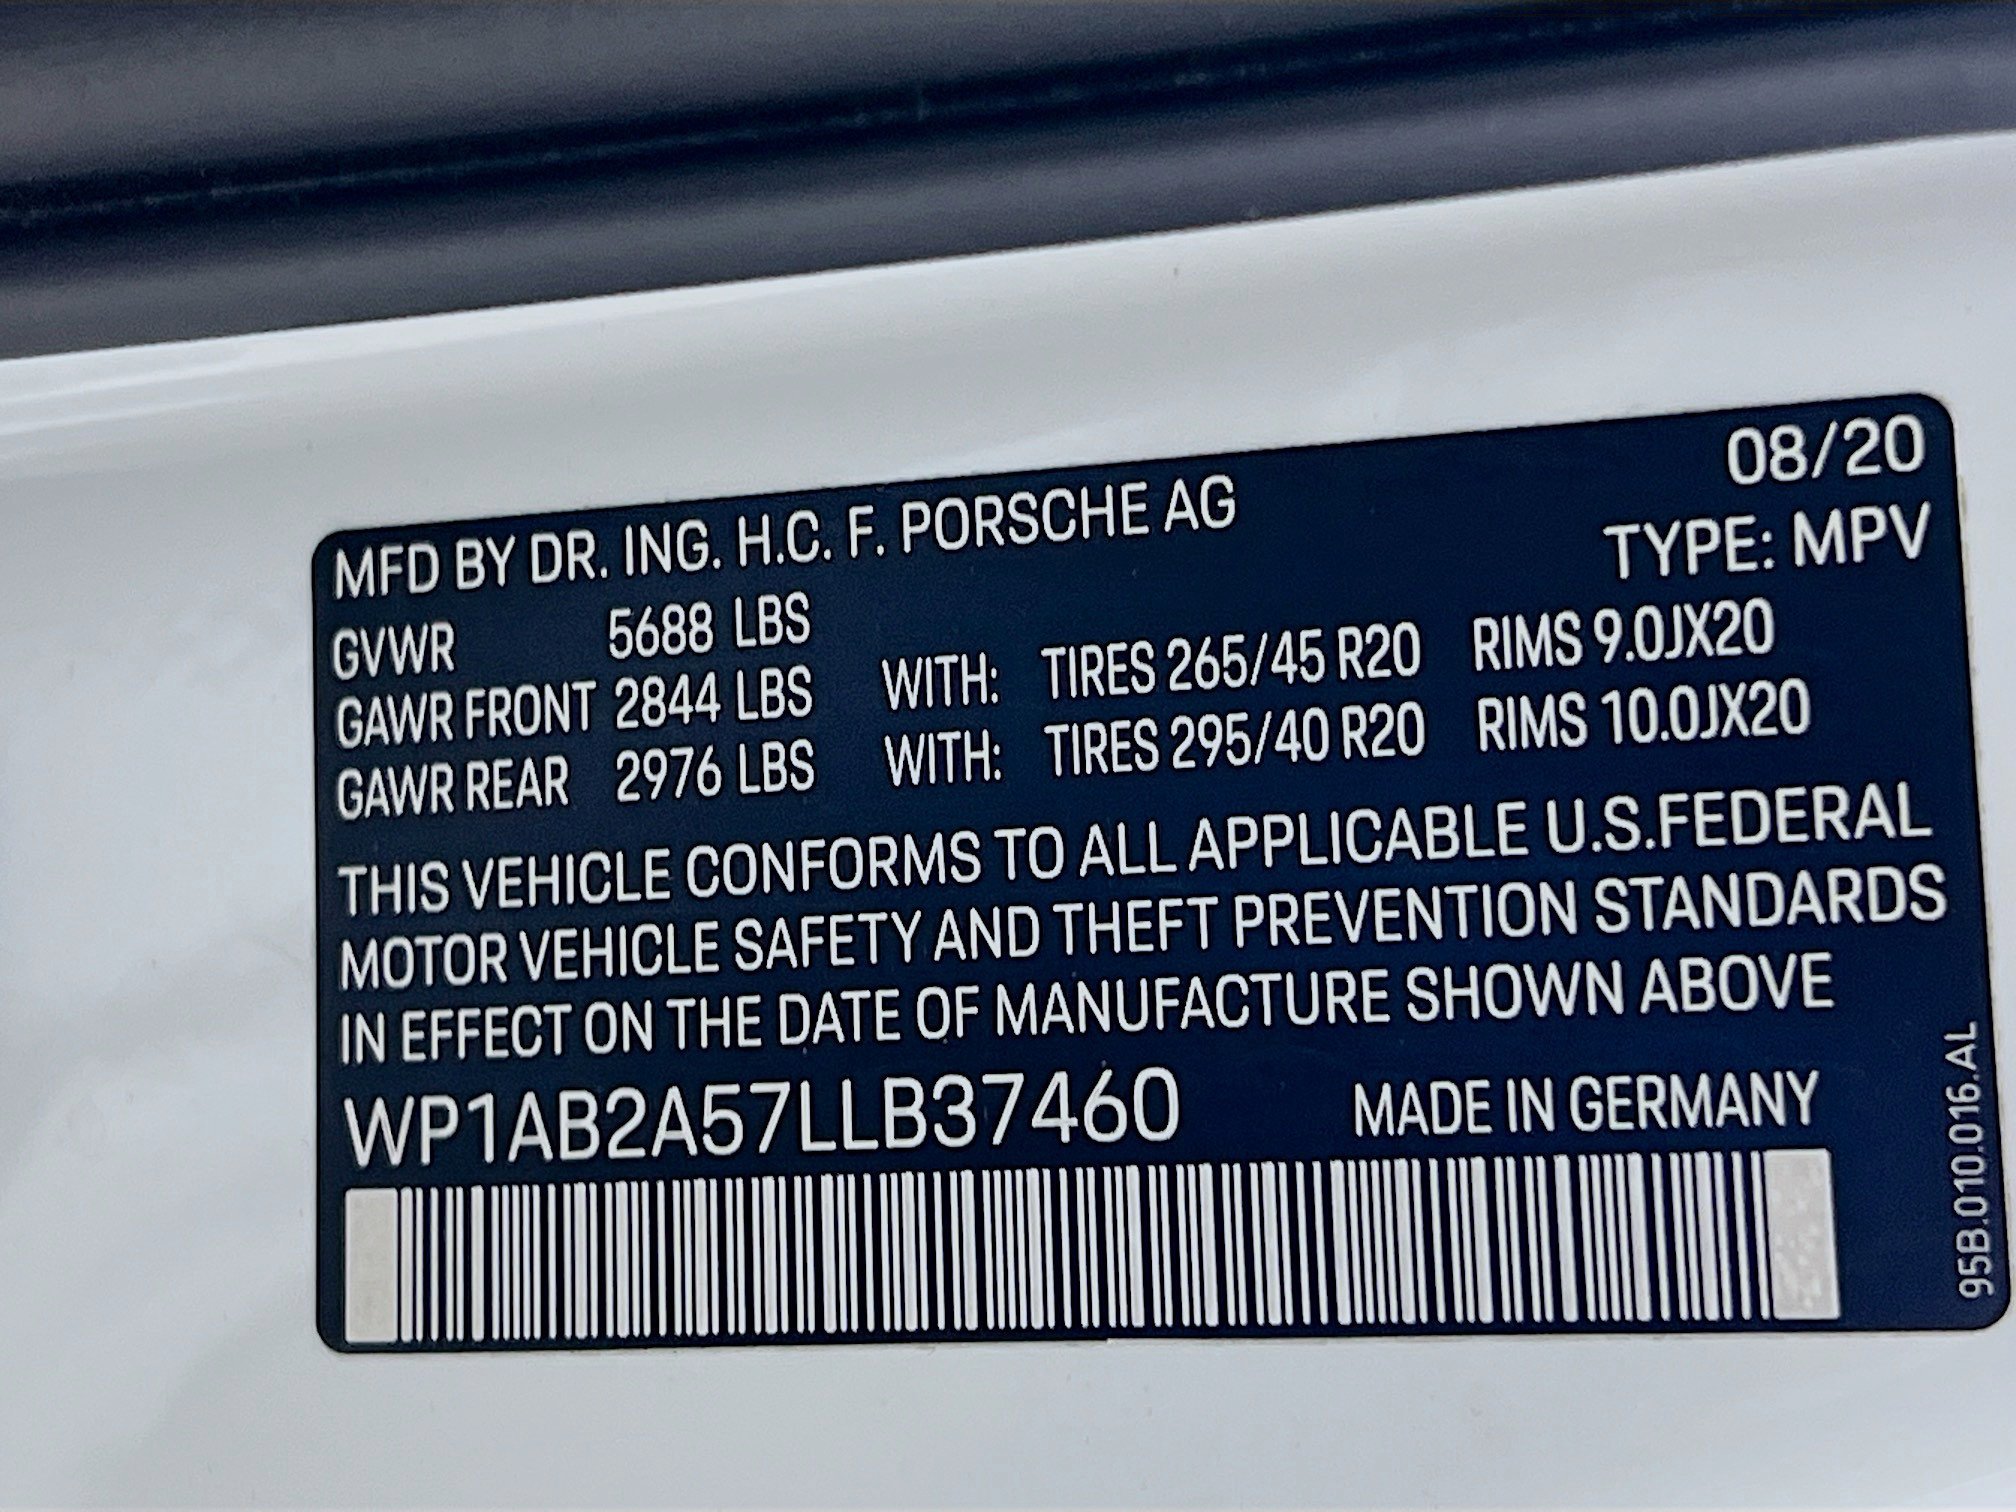 08/20
MFD BY DR. ING. H.C. F. PORSCHE AG
TYPE: MPV
GVWR 5688 LBS
GAWR FRONT 2844 LBS WITH: TIRES 265/45 R20 RIMS 9.0JX20
GAWR REAR 2976 LBS WITH: TIRES 295/40 R20 RIMS 10.0JX20
THIS VEHICLE CONFORMS TO ALL APPLICABLE U.S.FEDERAL
MOTOR VEHICLE SAFETY AND THEFT PREVENTION STANDARDS
IN EFFECT ON THE DATE OF MANUFACTURE SHOWN ABOVE
WP1AB2A57LLB37460 MADE IN GERMANY
95B.010.016.AL